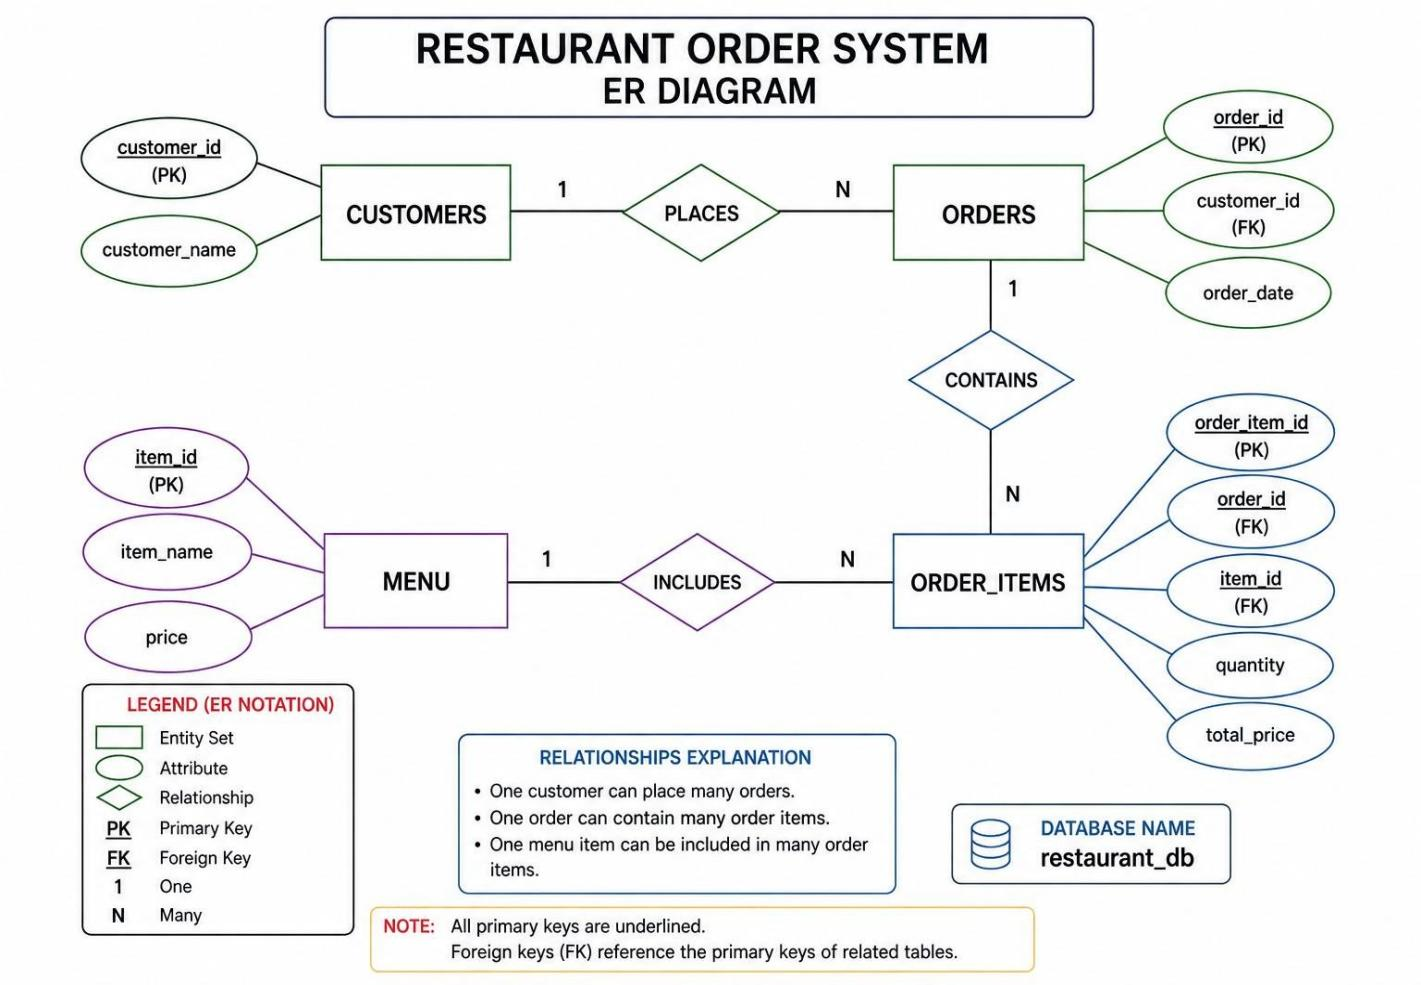 RESTAURANT ORDER SYSTEM
ER DIAGRAM
customer_id
(PK)
customer_name
CUSTOMERS
1
PLACES
N
ORDERS
order_id
(PK)
customer_id
(FK)
order_date
1
CONTAINS
N
item_id
(PK)
item_name
price
MENU
1
INCLUDES
N
ORDER_ITEMS
order_item_id
(PK)
order_id
(FK)
item_id
(FK)
quantity
total_price
LEGEND (ER NOTATION)
Entity Set
Attribute
Relationship
PK Primary Key
FK Foreign Key
1 One
N Many
RELATIONSHIPS EXPLANATION
• One customer can place many orders.
• One order can contain many order items.
• One menu item can be included in many order
items.
DATABASE NAME
restaurant_db
NOTE: All primary keys are underlined.
Foreign keys (FK) reference the primary keys of related tables.